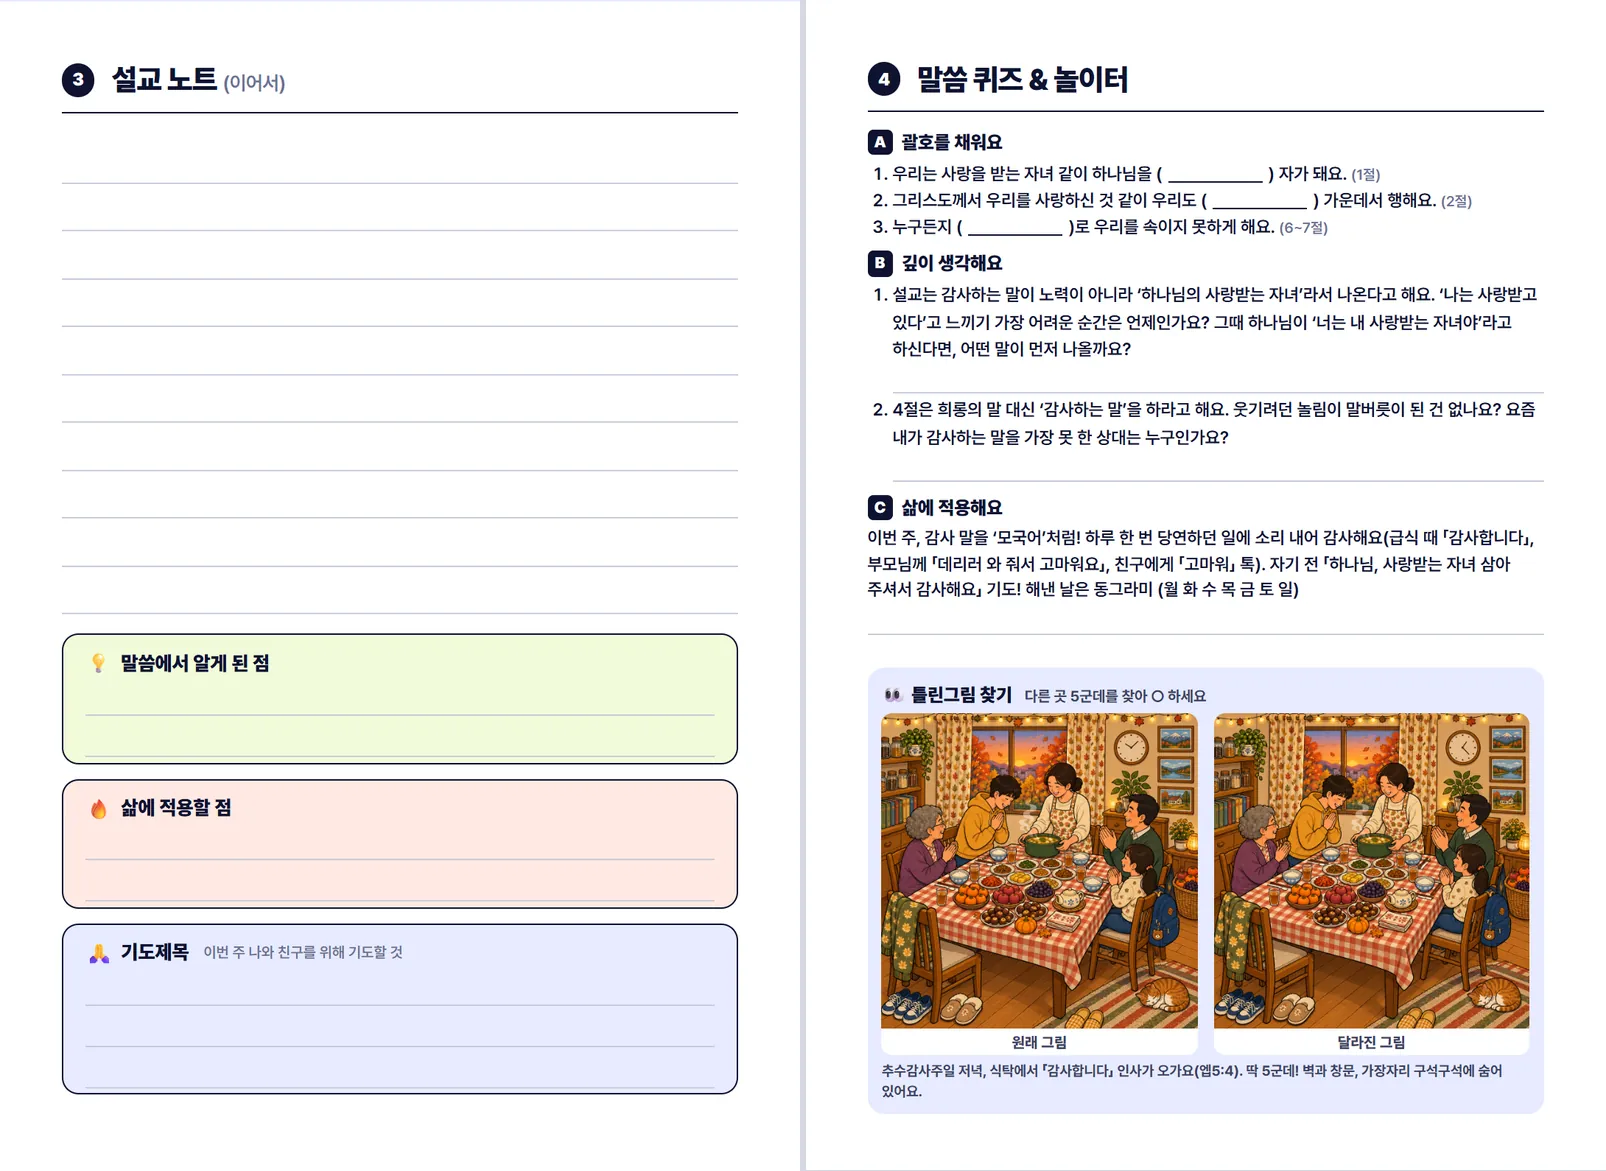 3 설교 노트 (이어서)
💡 말씀에서 알게 된 점
🔥 삶에 적용할 점
🙏 기도제목 이번 주 나와 친구를 위해 기도할 것
4 말씀 퀴즈 & 놀이터
A 괄호를 채워요
1. 우리는 사랑을 받는 자녀 같이 하나님을 ( __________ ) 자가 돼요. (1절)
2. 그리스도께서 우리를 사랑하신 것 같이 우리도 ( __________ ) 가운데서 행해요. (2절)
3. 누구든지 ( __________ )로 우리를 속이지 못하게 해요. (6~7절)
B 깊이 생각해요
1. 설교는 감사하는 말이 노력이 아니라 ‘하나님의 사랑받는 자녀’라서 나온다고 해요. ‘나는 사랑받고
있다’고 느끼기 가장 어려운 순간은 언제인가요? 그때 하나님이 ‘너는 내 사랑받는 자녀야’라고
하신다면, 어떤 말이 먼저 나올까요?
2. 4절은 희롱의 말 대신 ‘감사하는 말’을 하라고 해요. 웃기려던 놀림이 말버릇이 된 건 없나요? 요즘
내가 감사하는 말을 가장 못 한 상대는 누구인가요?
C 삶에 적용해요
이번 주, 감사 말을 ‘모국어’처럼! 하루 한 번 당연하던 일에 소리 내어 감사해요(급식 때 「감사합니다」,
부모님께 「데리러 와 줘서 고마워요」, 친구에게 「고마워」 톡). 자기 전 「하나님, 사랑받는 자녀 삼아
주셔서 감사해요」 기도! 해낸 날은 동그라미 (월 화 수 목 금 토 일)
👀 틀린그림 찾기 다른 곳 5군데를 찾아 ○ 하세요
원래 그림
달라진 그림
추수감사주일 저녁, 식탁에서 「감사합니다」 인사가 오가요(엡5:4). 딱 5군데! 벽과 창문, 가장자리 구석구석에 숨어
있어요.